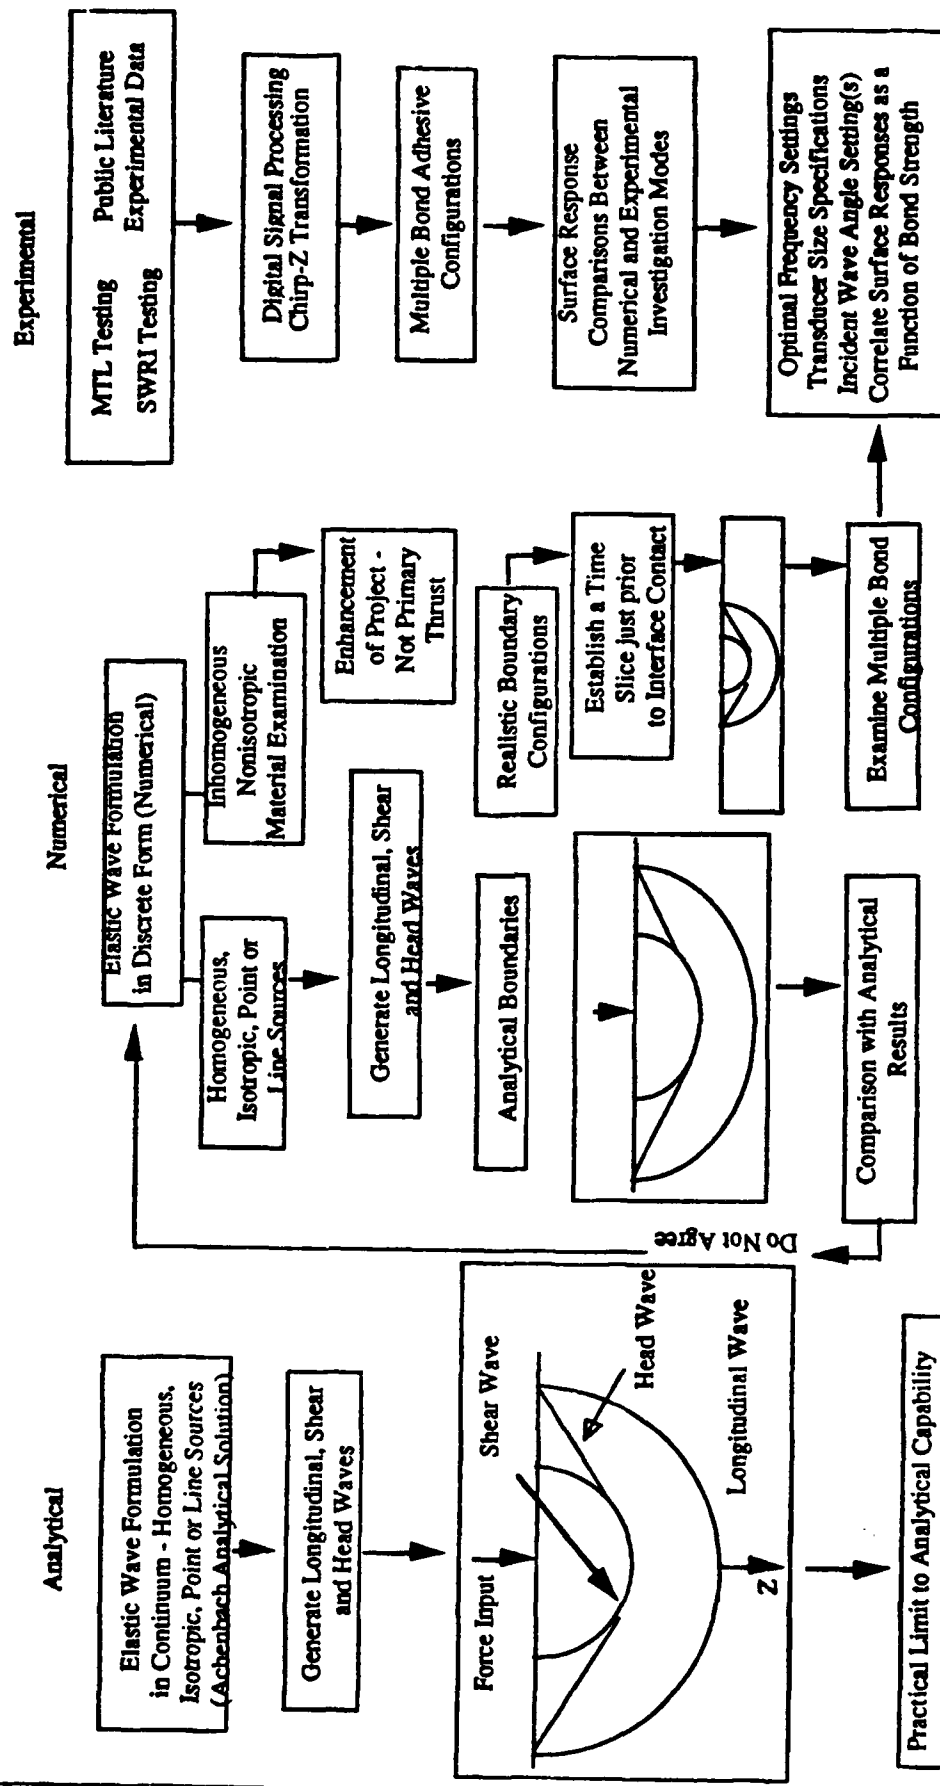 Analytical
Elastic Wave Formulation
in Continuum - Homogeneous,
Isotropic, Point or Line Sources
(Achenbach Analytical Solution)
Generate Longitudinal, Shear
and Head Waves
Force Input
Shear Wave
Head Wave
Longitudinal Wave
Z
Practical Limit to Analytical Capability
Numerical
Elastic Wave Formulation
in Discrete Form (Numerical)
Homogeneous,
Isotropic, Point or
Line Sources
Generate Longitudinal, Shear
and Head Waves
Analytical Boundaries
Comparison with Analytical
Results
Do Not Agree
Inhomogeneous
Nonisotropic
Material Examination
Enhancement
of Project -
Not Primary
Thrust
Realistic Boundary
Configurations
Establish a Time
Slice just prior
to Interface Contact
Examine Multiple Bond
Configurations
Experimental
MTL Testing Public Literature
SWRI Testing Experimental Data
Digital Signal Processing
Chirp-Z Transformation
Multiple Bond Adhesive
Configurations
Surface Response
Comparisons Between
Numerical and Experimental
Investigation Modes
Optimal Frequency Settings
Transducer Size Specifications
Incident Wave Angle Setting(s)
Correlate Surface Responses as a
Function of Bond Strength